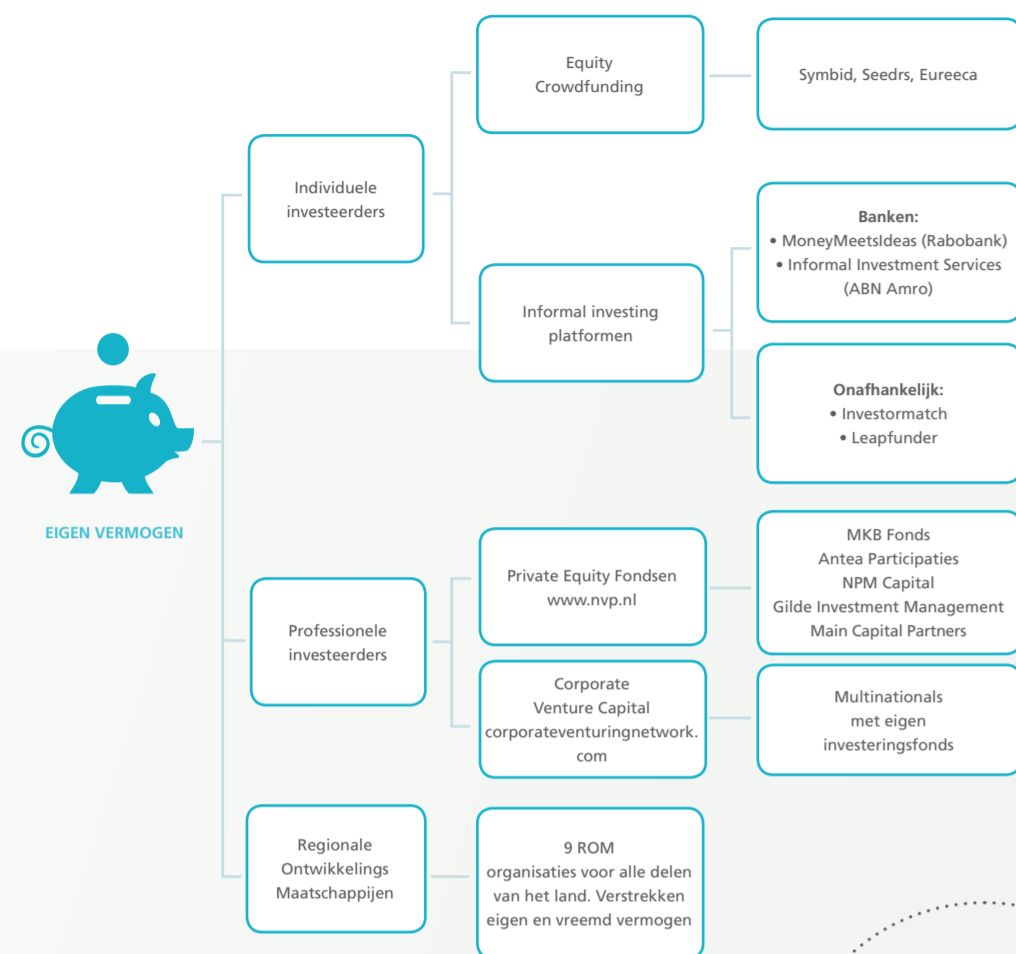 Equity
Crowdfunding
Symbid, Seedrs, Eureeca
Individuele
investeerders
Informal investing
platformen
Banken:
• MoneyMeetsIdeas (Rabobank)
• Informal Investment Services
(ABN Amro)
Onafhankelijk:
• Investormatch
• Leapfunder
EIGEN VERMOGEN
Professionele
investeerders
Private Equity Fondsen
www.nvp.nl
MKB Fonds
Antea Participaties
NPM Capital
Gilde Investment Management
Main Capital Partners
Corporate
Venture Capital
corporateventuringnetwork.
com
Multinationals
met eigen
investeringsfonds
Regionale
Ontwikkelings
Maatschappijen
9 ROM
organisaties voor alle delen
van het land. Verstrekken
eigen en vreemd vermogen